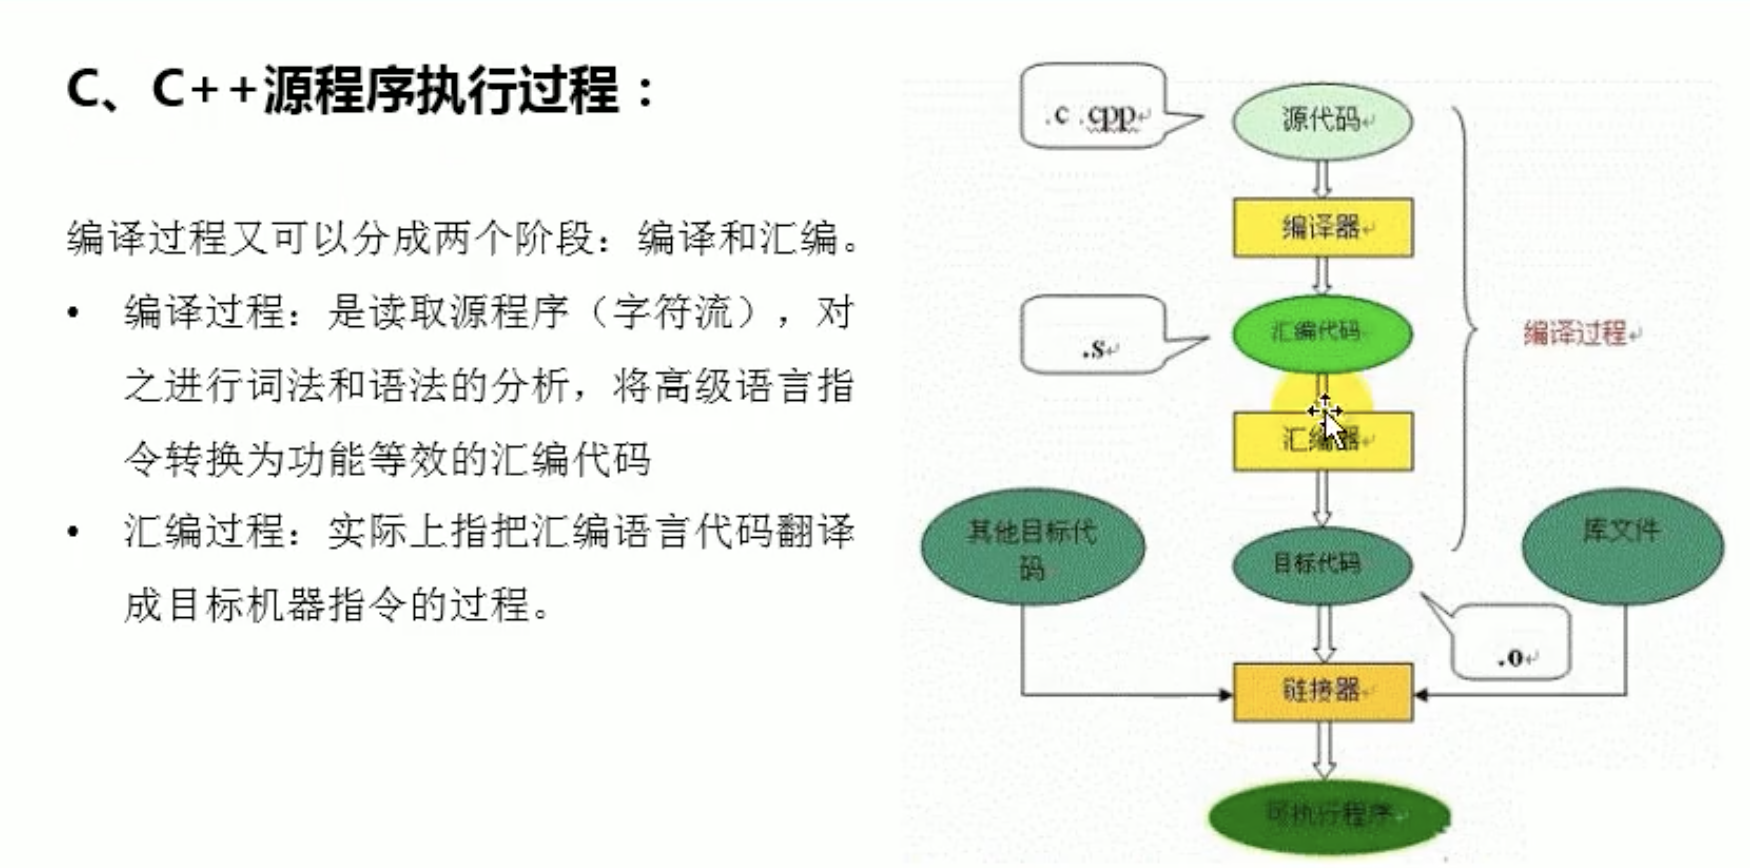 C、C++源程序执行过程：
编译过程又可以分成两个阶段：编译和汇编。
• 编译过程：是读取源程序（字符流），对
之进行词法和语法的分析，将高级语言指
令转换为功能等效的汇编代码
• 汇编过程：实际上指把汇编语言代码翻译
成目标机器指令的过程。
.c .cpp
源代码
编译器
汇编代码
.s
编译过程
汇编器
其他目标代
码
目标代码
库文件
.o
链接器
可执行程序